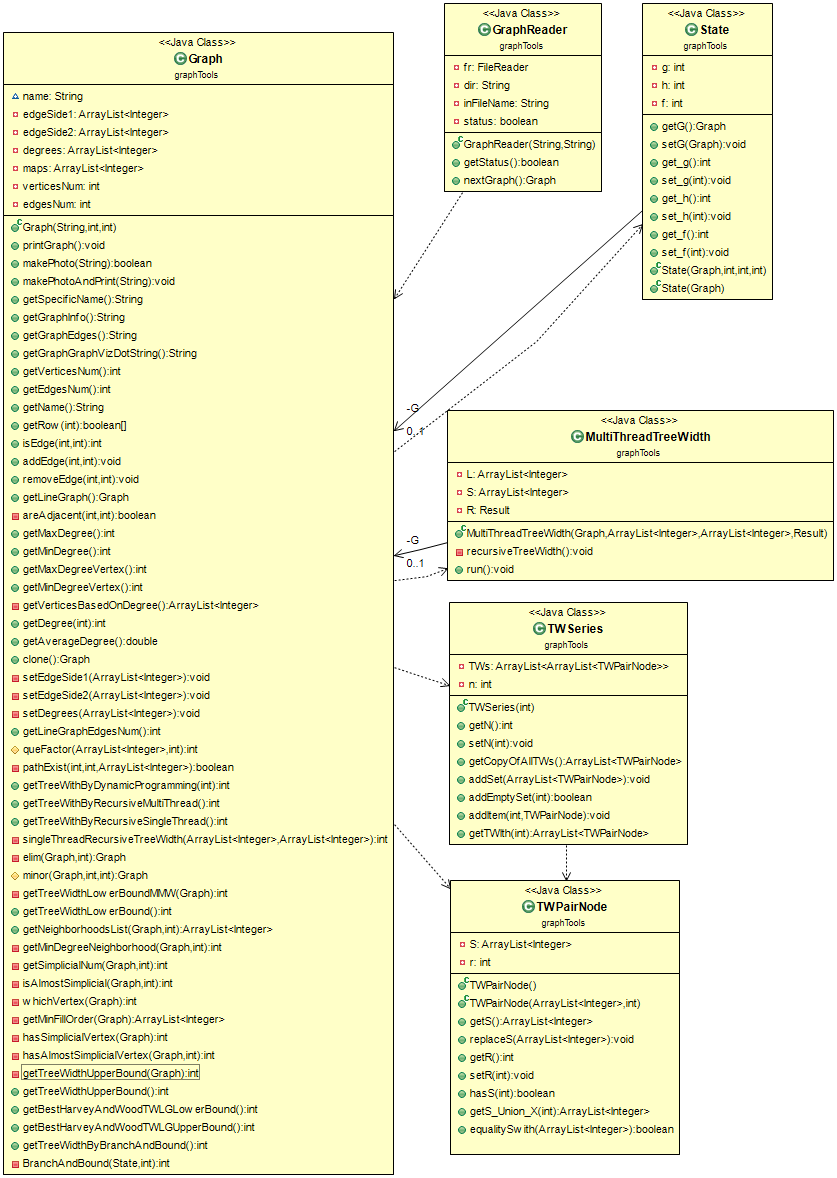 <<Java Class>>
Graph
graphTools
name: String
edgeSide1: ArrayList<Integer>
edgeSide2: ArrayList<Integer>
degrees: ArrayList<Integer>
maps: ArrayList<Integer>
verticesNum: int
edgesNum: int
Graph(String,int,int)
printGraph():void
makePhoto(String):boolean
makePhotoAndPrint(String):void
getSpecificName():String
getGraphInfo():String
getGraphEdges():String
getGraphGraphVizDotString():String
getVerticesNum():int
getEdgesNum():int
getName():String
getRow(int):boolean[]
isEdge(int,int):int
addEdge(int,int):void
removeEdge(int,int):void
getLineGraph():Graph
areAdjacent(int,int):boolean
getMaxDegree():int
getMinDegree():int
getMaxDegreeVertex():int
getMinDegreeVertex():int
getVerticesBasedOnDegree():ArrayList<Integer>
getDegree(int):int
getAverageDegree():double
clone():Graph
setEdgeSide1(ArrayList<Integer>):void
setEdgeSide2(ArrayList<Integer>):void
setDegrees(ArrayList<Integer>):void
getLineGraphEdgesNum():int
queFactor(ArrayList<Integer>,int):int
pathExist(int,int,ArrayList<Integer>):boolean
getTreeWithByDynamicProgramming(int):int
getTreeWithByRecursiveMultiThread():int
getTreeWithByRecursiveSingleThread():int
singleThreadRecursiveTreeWidth(ArrayList<Integer>,ArrayList<Integer>):int
elim(Graph,int):Graph
minor(Graph,int,int):Graph
getTreeWidthLowerBoundMMW(Graph):int
getTreeWidthLowerBound():int
getNeighborhoodsList(Graph,int):ArrayList<Integer>
getMinDegreeNeighborhood(Graph,int):int
getSimplicialNum(Graph,int):int
isAlmostSimplicial(Graph,int):int
whichVertex(Graph):int
getMinFillOrder(Graph):ArrayList<Integer>
hasSimplicialVertex(Graph):int
hasAlmostSimplicialVertex(Graph,int):int
getTreeWidthUpperBound(Graph):int
getTreeWidthUpperBound():int
getBestHarveyAndWoodTWLGLowerBound():int
getBestHarveyAndWoodTWLGUpperBound():int
getTreeWidthByBranchAndBound():int
BranchAndBound(State,int):int
<<Java Class>>
GraphReader
graphTools
fr: FileReader
dir: String
inFileName: String
status: boolean
GraphReader(String,String)
getStatus():boolean
nextGraph():Graph
<<Java Class>>
State
graphTools
g: int
h: int
f: int
getG():Graph
setG(Graph):void
get_g():int
set_g(int):void
get_h():int
set_h(int):void
get_f():int
set_f(int):void
State(Graph,int,int,int)
State(Graph)
-G
0..1
<<Java Class>>
MultiThreadTreeWidth
graphTools
L: ArrayList<Integer>
S: ArrayList<Integer>
R: Result
MultiThreadTreeWidth(Graph,ArrayList<Integer>,ArrayList<Integer>,Result)
recursiveTreeWidth():void
run():void
-G
0..1
<<Java Class>>
TWSeries
graphTools
TWs: ArrayList<ArrayList<TWPairNode>>
n: int
TWSeries(int)
getN():int
setN(int):void
getCopyOfAllTWs():ArrayList<TWPairNode>
addSet(ArrayList<TWPairNode>):void
addEmptySet(int):boolean
addItem(int,TWPairNode):void
getTWIth(int):ArrayList<TWPairNode>
<<Java Class>>
TWPairNode
graphTools
S: ArrayList<Integer>
r: int
TWPairNode()
TWPairNode(ArrayList<Integer>,int)
getS():ArrayList<Integer>
replaceS(ArrayList<Integer>):void
getR():int
setR(int):void
hasS(int):boolean
getS_Union_X(int):ArrayList<Integer>
equalitySwith(ArrayList<Integer>):boolean